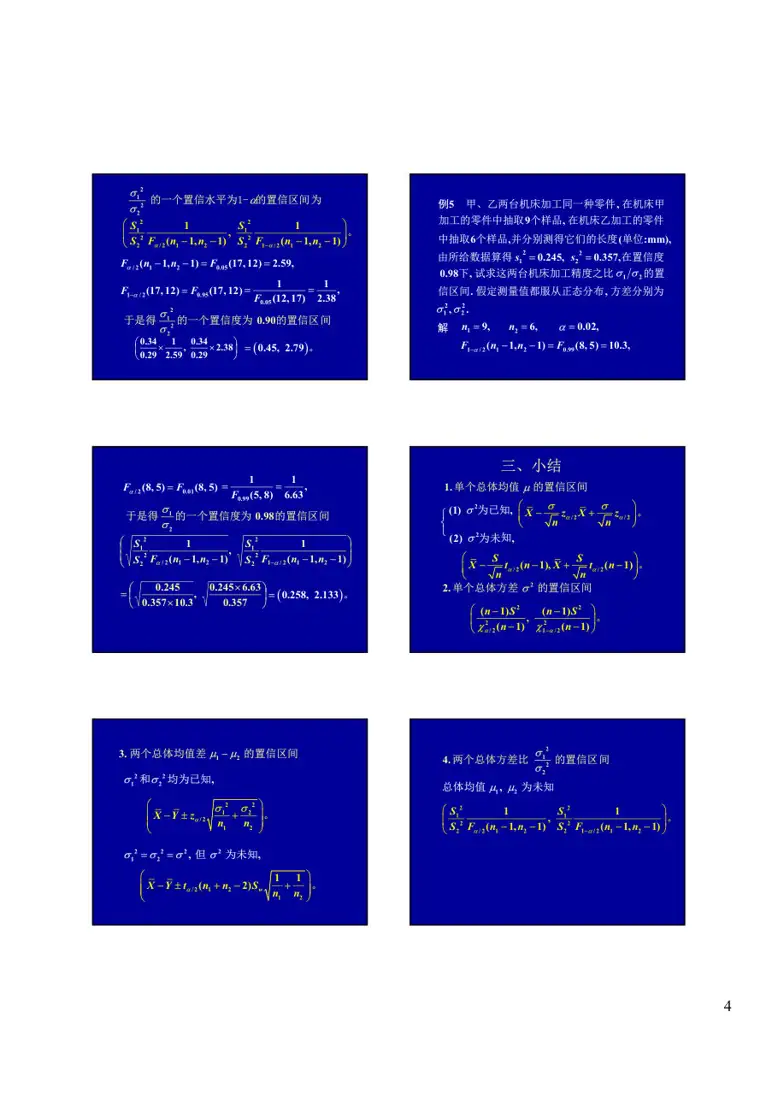 σ₁²/σ₂² 的一个置信水平为1−α的置信区间为
( S₁²/S₂² 1/F_{α/2}(n₁−1, n₂−1), S₁²/S₂² 1/F_{1−α/2}(n₁−1, n₂−1) )。
F_{α/2}(n₁−1, n₂−1) = F_{0.05}(17, 12) = 2.59,
F_{1−α/2}(17, 12) = F_{0.95}(17, 12) = 1/F_{0.05}(12, 17) = 1/2.38,
于是得 σ₁²/σ₂² 的一个置信度为 0.90的置信区间
( 0.34/0.29 × 1/2.59, 0.34/0.29 × 2.38 ) = (0.45, 2.79)。
例5 甲、乙两台机床加工同一种零件, 在机床甲
加工的零件中抽取9个样品, 在机床乙加工的零件
中抽取6个样品,并分别测得它们的长度(单位:mm),
由所给数据算得 s₁² = 0.245, s₂² = 0.357, 在置信度
0.98下, 试求这两台机床加工精度之比 σ₁/σ₂ 的置
信区间. 假定测量值都服从正态分布, 方差分别为
σ₁², σ₂².
解 n₁ = 9, n₂ = 6, α = 0.02,
F_{1−α/2}(n₁−1, n₂−1) = F_{0.99}(8, 5) = 10.3,
F_{α/2}(8, 5) = F_{0.01}(8, 5) = 1/F_{0.99}(5, 8) = 1/6.63,
于是得 σ₁/σ₂ 的一个置信度为 0.98的置信区间
( √(S₁²/S₂² 1/F_{α/2}(n₁−1, n₂−1)), √(S₁²/S₂² 1/F_{1−α/2}(n₁−1, n₂−1)) )
= ( √(0.245/(0.357×10.3)), √((0.245×6.63)/0.357) ) = (0.258, 2.133)。
三、小结
1. 单个总体均值 μ 的置信区间
(1) σ²为已知, ( X̄ − σ/√n z_{α/2}, X̄ + σ/√n z_{α/2} )。
(2) σ²为未知,
( X̄ − S/√n t_{α/2}(n−1), X̄ + S/√n t_{α/2}(n−1) )。
2. 单个总体方差 σ² 的置信区间
( (n−1)S²/χ²_{α/2}(n−1), (n−1)S²/χ²_{1−α/2}(n−1) )。
3. 两个总体均值差 μ₁ − μ₂ 的置信区间
σ₁² 和σ₂² 均为已知,
( X̄ − Ȳ ± z_{α/2} √(σ₁²/n₁ + σ₂²/n₂) )。
σ₁² = σ₂² = σ², 但 σ² 为未知,
( X̄ − Ȳ ± t_{α/2}(n₁ + n₂ − 2)S_w √(1/n₁ + 1/n₂) )。
4. 两个总体方差比 σ₁²/σ₂² 的置信区间
总体均值 μ₁, μ₂ 为未知
( S₁²/S₂² 1/F_{α/2}(n₁−1, n₂−1), S₁²/S₂² 1/F_{1−α/2}(n₁−1, n₂−1) )。
4